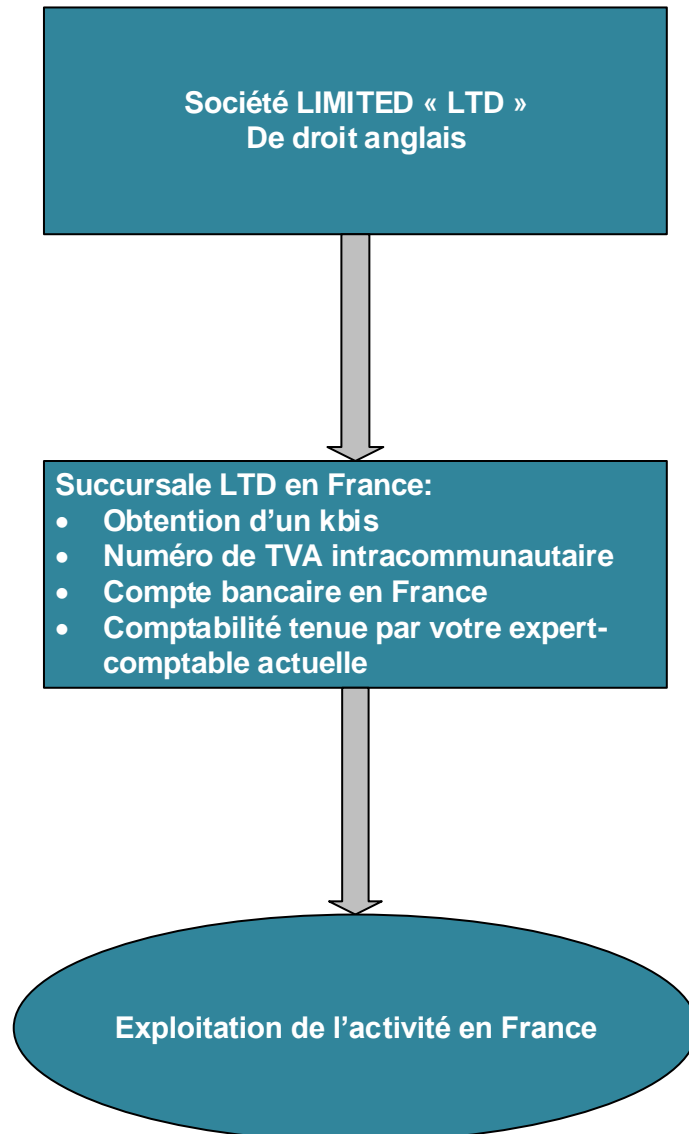 Société LIMITED « LTD »
De droit anglais
Succursale LTD en France:
• Obtention d’un kbis
• Numéro de TVA intracommunautaire
• Compte bancaire en France
• Comptabilité tenue par votre expert-
comptable actuelle
Exploitation de l’activité en France